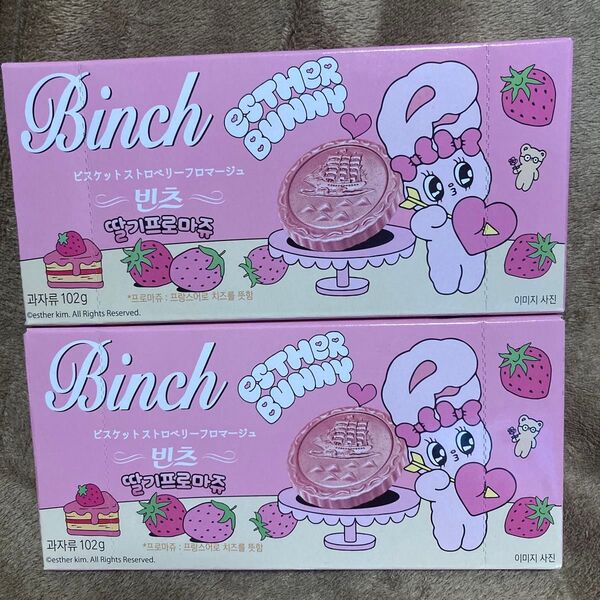 Binch
ESTHER
BUNNY
ビスケットストロベリーフロマージュ
빈츠
딸기프로마쥬
과자류 102g
*프로마쥬 : 프랑스어로 치즈를 뜻함
이미지 사진
©esther kim. All Rights Reserved.
Binch
ESTHER
BUNNY
ビスケットストロベリーフロマージュ
빈츠
딸기프로마쥬
과자류 102g
*프로마쥬 : 프랑스어로 치즈를 뜻함
이미지 사진
©esther kim. All Rights Reserved.